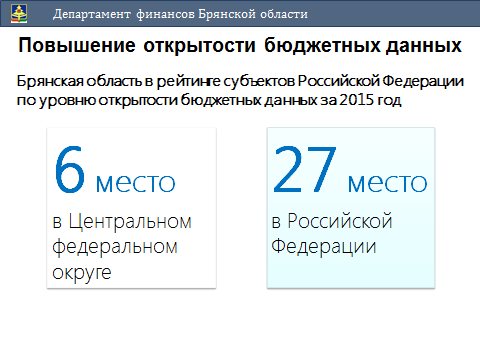 Департамент финансов Брянской области
Повышение открытости бюджетных данных
Брянская область в рейтинге субъектов Российской Федерации
по уровню открытости бюджетных данных за 2015 год
6 место
в Центральном
федеральном
округе
27 место
в Российской
Федерации